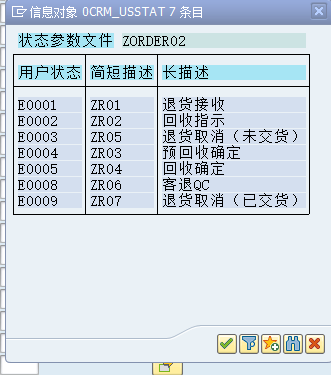 信息对象 0CRM_USSTAT 7 条目
状态参数文件 ZORDER02
用户状态 简短描述 长描述
E0001 ZR01 退货接收
E0002 ZR02 回收指示
E0003 ZR05 退货取消（未交货）
E0004 ZR03 预回收确定
E0005 ZR04 回收确定
E0008 ZR06 客退QC
E0009 ZR07 退货取消（已交货）